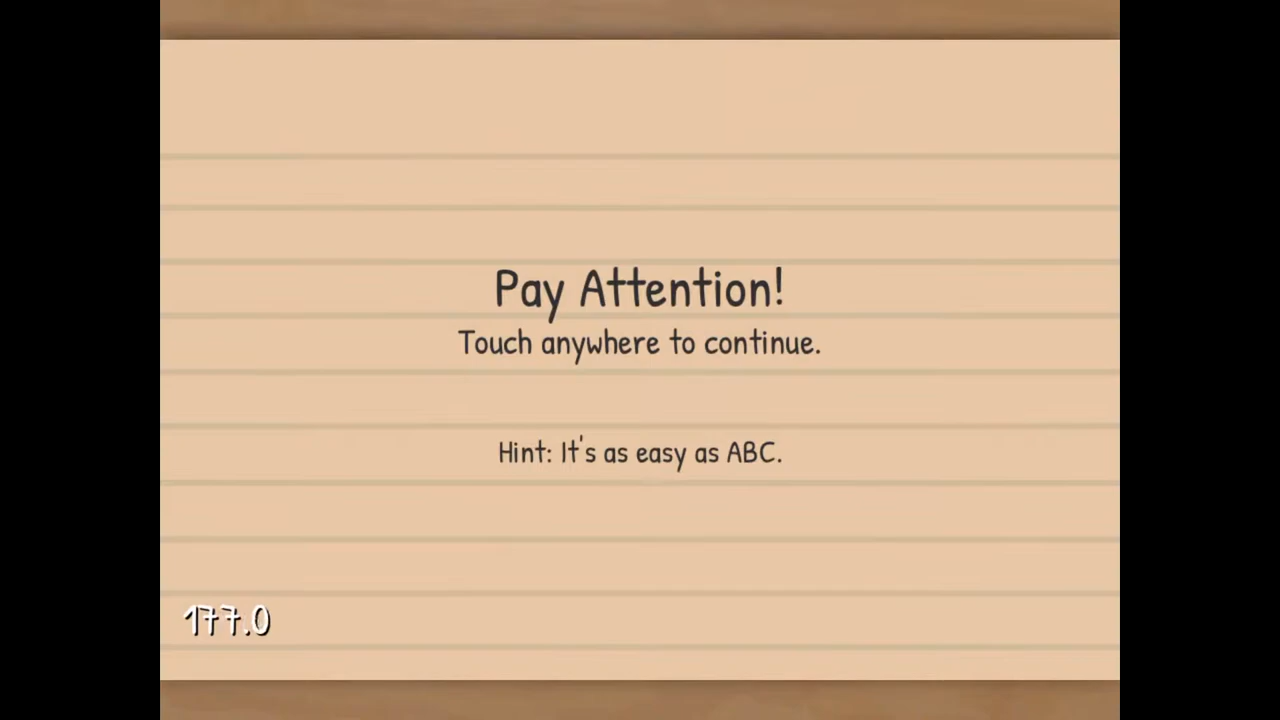 Pay Attention!
Touch anywhere to continue.
Hint: It's as easy as ABC.
177.0